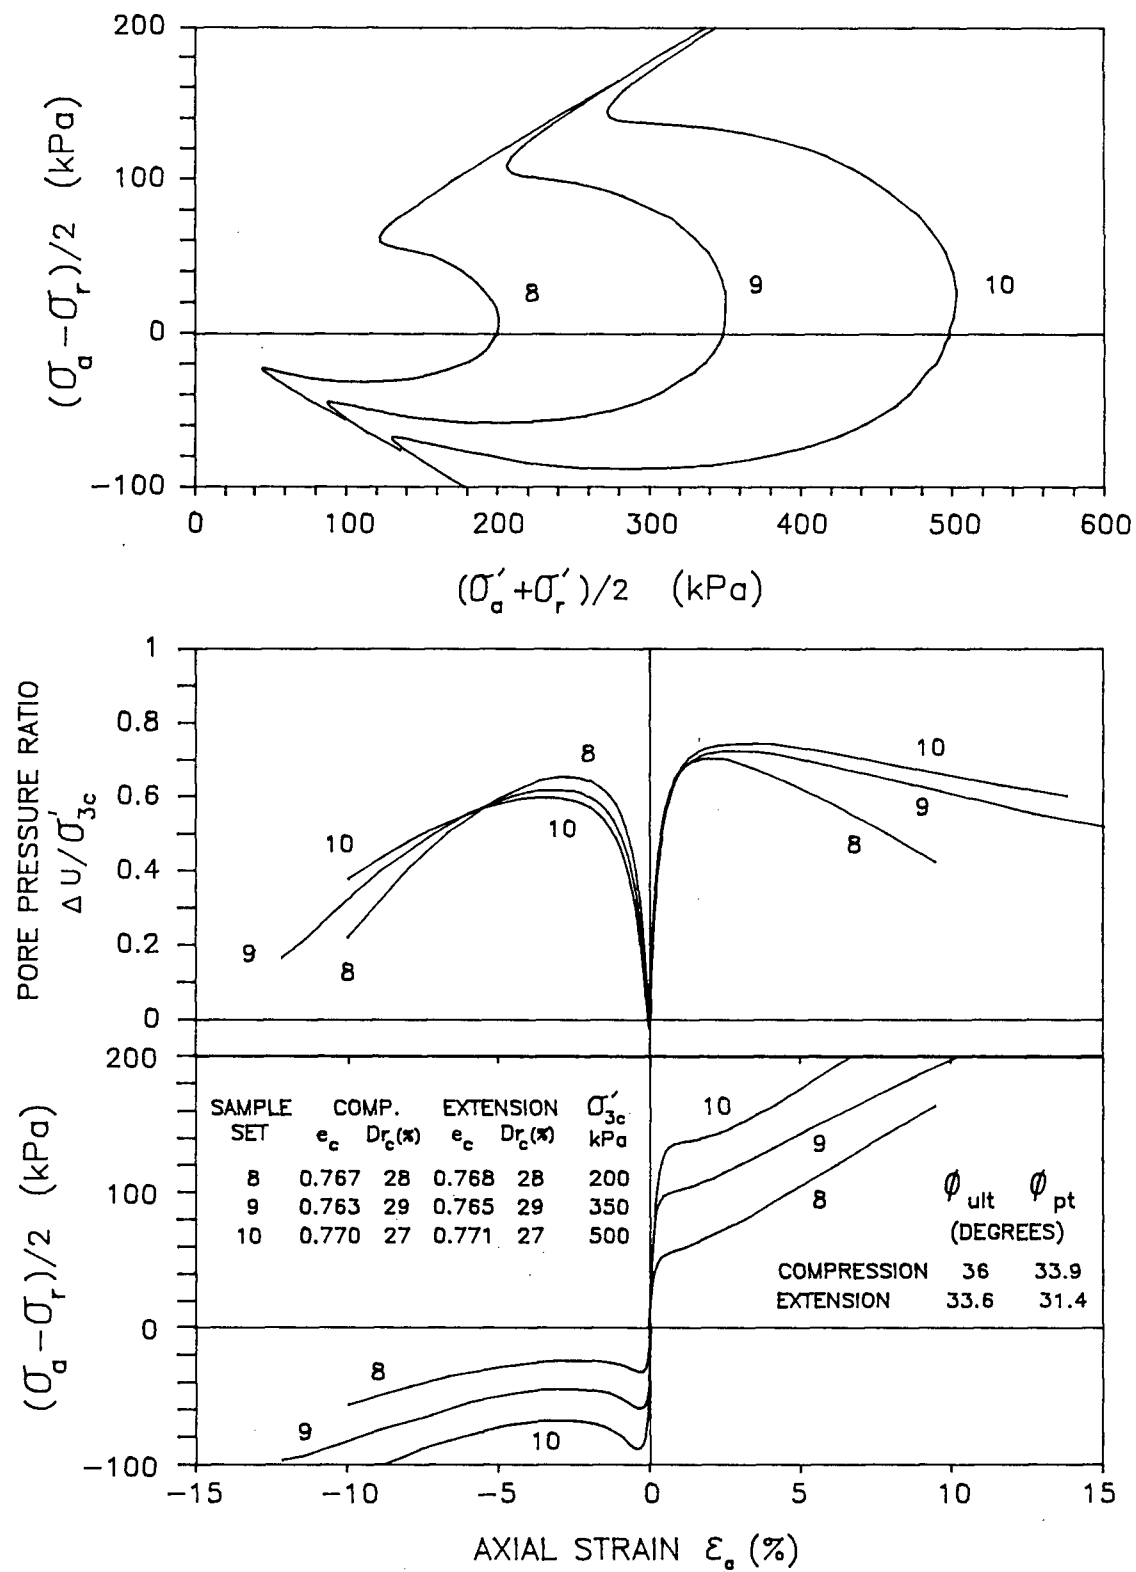 200
100
0
-100
(σa-σr)/2 (kPa)
8
9
10
0 100 200 300 400 500 600
(σ'a+σ'r)/2 (kPa)
PORE PRESSURE RATIO
ΔU/σ'3c
1
0.8
0.6
0.4
0.2
0
8
10
10
9
8
10
9
8
(σa-σr)/2 (kPa)
200
100
0
-100
SAMPLE COMP. EXTENSION σ'3c
SET ec Drc(%) ec Drc(%) kPa
8 0.767 28 0.768 28 200
9 0.763 29 0.765 29 350
10 0.770 27 0.771 27 500
10
9
8
φult φpt
(DEGREES)
COMPRESSION 36 33.9
EXTENSION 33.6 31.4
8
9
10
-15 -10 -5 0 5 10 15
AXIAL STRAIN εa (%)